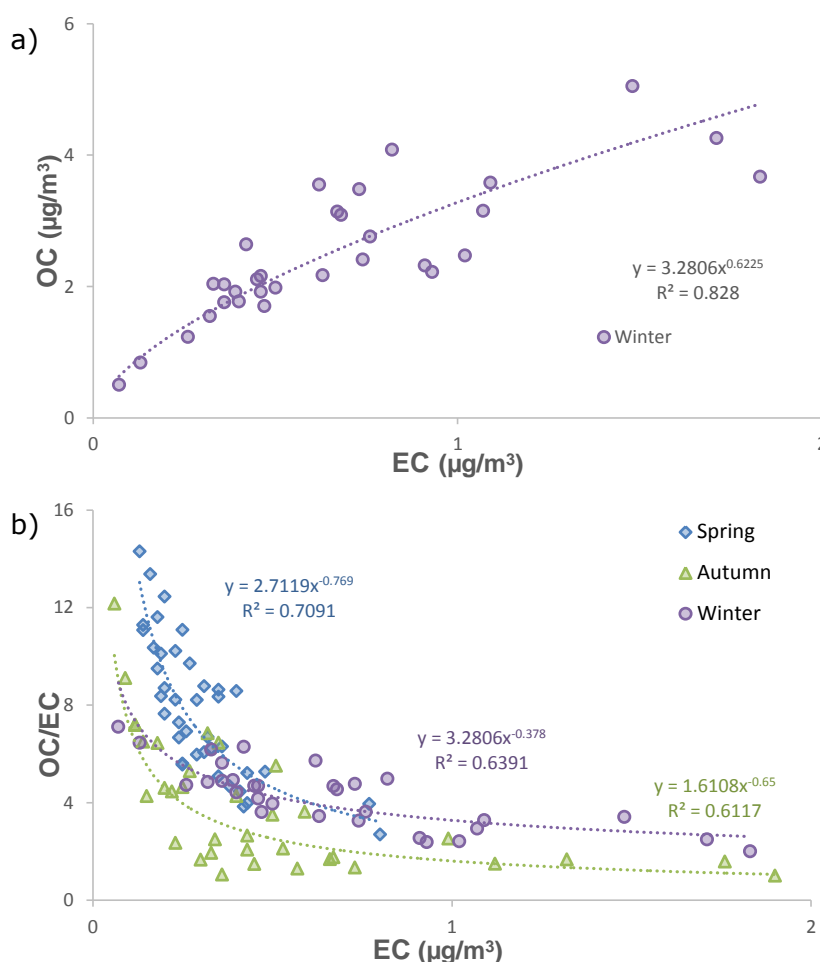 a)
6
4
2
0
OC (µg/m³)
y = 3.2806x^0.6225
R² = 0.828
Winter
0 1 2
EC (µg/m³)
b)
16
12
8
4
0
OC/EC
Spring
Autumn
Winter
y = 2.7119x^-0.769
R² = 0.7091
y = 3.2806x^-0.378
R² = 0.6391
y = 1.6108x^-0.65
R² = 0.6117
0 1 2
EC (µg/m³)